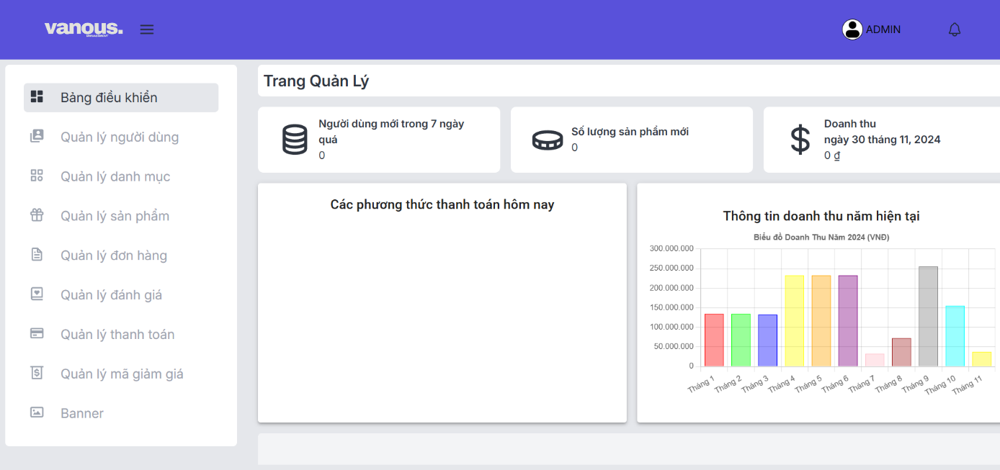 vanous.
ADMIN
Bảng điều khiển
Quản lý người dùng
Quản lý danh mục
Quản lý sản phẩm
Quản lý đơn hàng
Quản lý đánh giá
Quản lý thanh toán
Quản lý mã giảm giá
Banner
Trang Quản Lý
Người dùng mới trong 7 ngày
quá
0
Số lượng sản phẩm mới
0
Doanh thu
ngày 30 tháng 11, 2024
0 ₫
Các phương thức thanh toán hôm nay
Thông tin doanh thu năm hiện tại
Biểu đồ Doanh Thu Năm 2024 (VNĐ)
300.000.000
250.000.000
200.000.000
150.000.000
100.000.000
50.000.000
0
Tháng 1
Tháng 2
Tháng 3
Tháng 4
Tháng 5
Tháng 6
Tháng 7
Tháng 8
Tháng 9
Tháng 10
Tháng 11